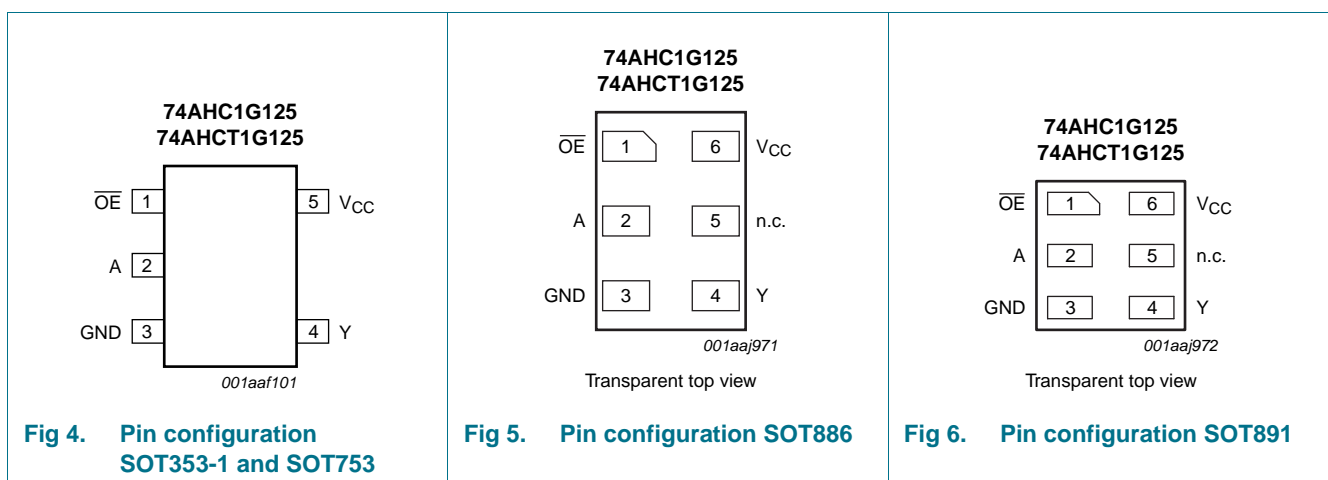 74AHC1G125
74AHCT1G125
OE 1
5 VCC
A 2
GND 3
4 Y
001aaf101
Fig 4. Pin configuration
SOT353-1 and SOT753
74AHC1G125
74AHCT1G125
OE 1 6 VCC
A 2 5 n.c.
GND 3 4 Y
001aaj971
Transparent top view
Fig 5. Pin configuration SOT886
74AHC1G125
74AHCT1G125
OE 1 6 VCC
A 2 5 n.c.
GND 3 4 Y
001aaj972
Transparent top view
Fig 6. Pin configuration SOT891